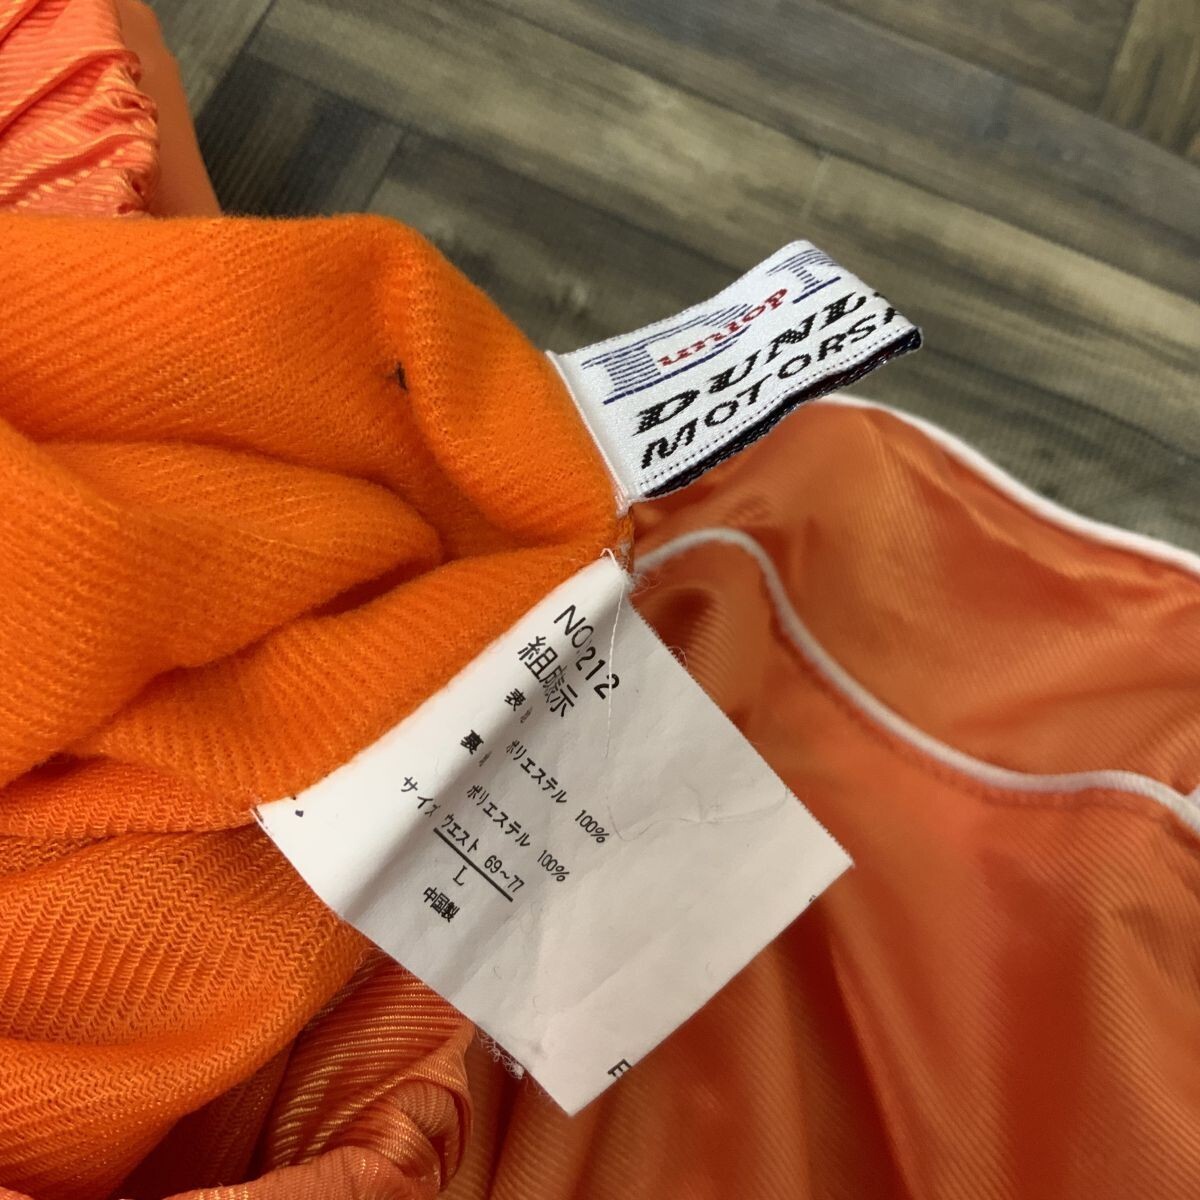 Dunlop
DUNL
MOTORS
NO.212
組成表示
表 ポリエステル 100%
裏 ポリエステル 100%
サイズ ウエスト 69~77
L
中国製